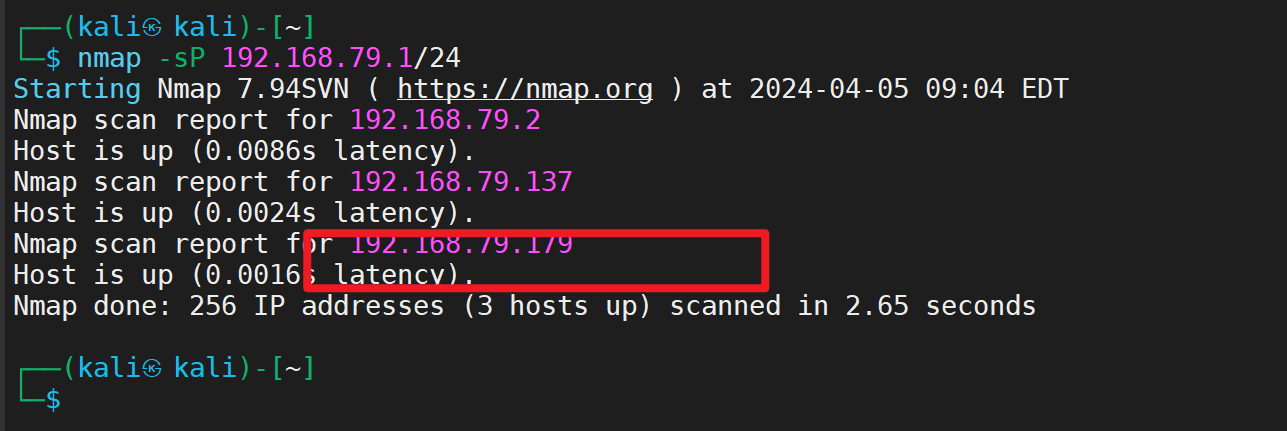 ┌──(kali㉿kali)-[~]
└─$ nmap -sP 192.168.79.1/24
Starting Nmap 7.94SVN ( https://nmap.org ) at 2024-04-05 09:04 EDT
Nmap scan report for 192.168.79.2
Host is up (0.0086s latency).
Nmap scan report for 192.168.79.137
Host is up (0.0024s latency).
Nmap scan report for 192.168.79.179
Host is up (0.0016s latency).
Nmap done: 256 IP addresses (3 hosts up) scanned in 2.65 seconds
┌──(kali㉿kali)-[~]
└─$